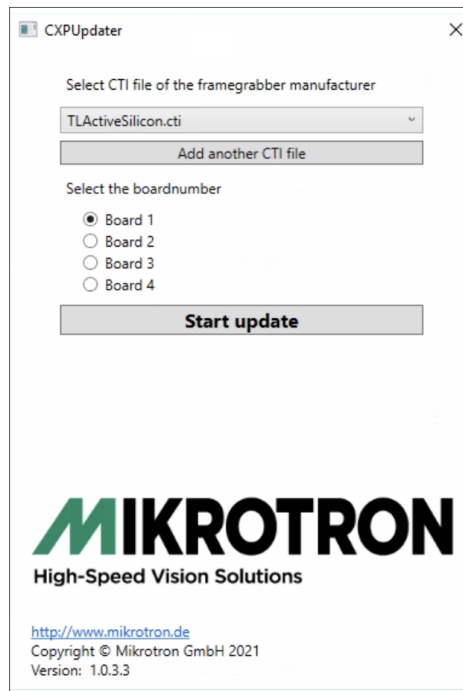 CXPUpdater
Select CTI file of the framegrabber manufacturer
TLActiveSilicon.cti
Add another CTI file
Select the boardnumber
Board 1
Board 2
Board 3
Board 4
Start update
MIKROTRON
High-Speed Vision Solutions
http://www.mikrotron.de
Copyright © Mikrotron GmbH 2021
Version: 1.0.3.3